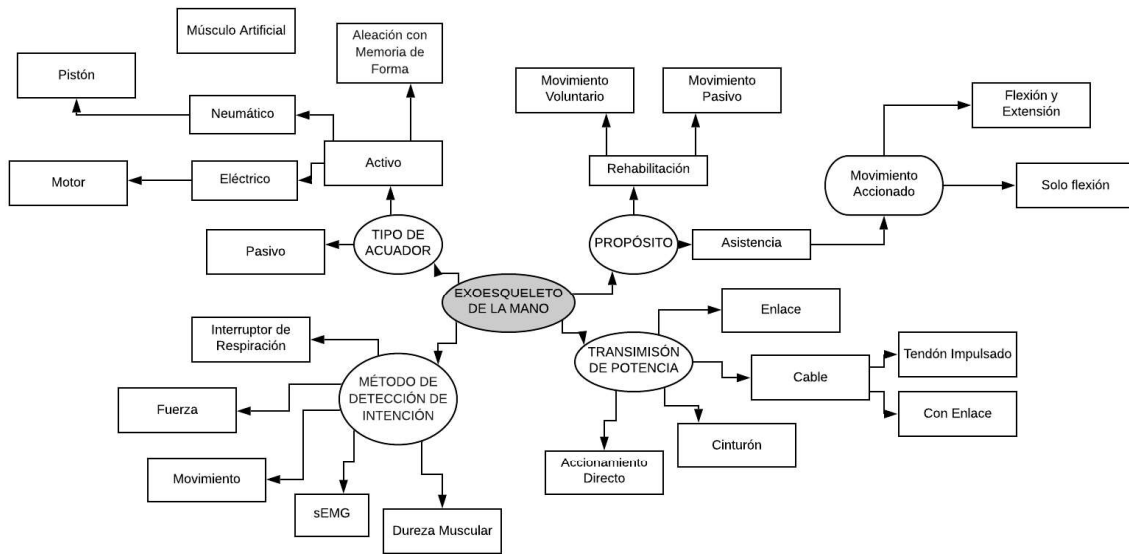 Músculo Artificial
Aleación con
Memoria de
Forma
Pistón
Neumático
Motor
Eléctrico
Activo
Pasivo
TIPO DE
ACUADOR
Movimiento
Voluntario
Movimiento
Pasivo
Rehabilitación
PROPÓSITO
Asistencia
Movimiento
Accionado
Flexión y
Extensión
Solo flexión
EXOESQUELETO
DE LA MANO
Interruptor de
Respiración
MÉTODO DE
DETECCIÓN DE
INTENCIÓN
Fuerza
Movimiento
sEMG
Dureza Muscular
TRANSIMISÓN
DE POTENCIA
Enlace
Cable
Tendón Impulsado
Con Enlace
Cinturón
Accionamiento
Directo